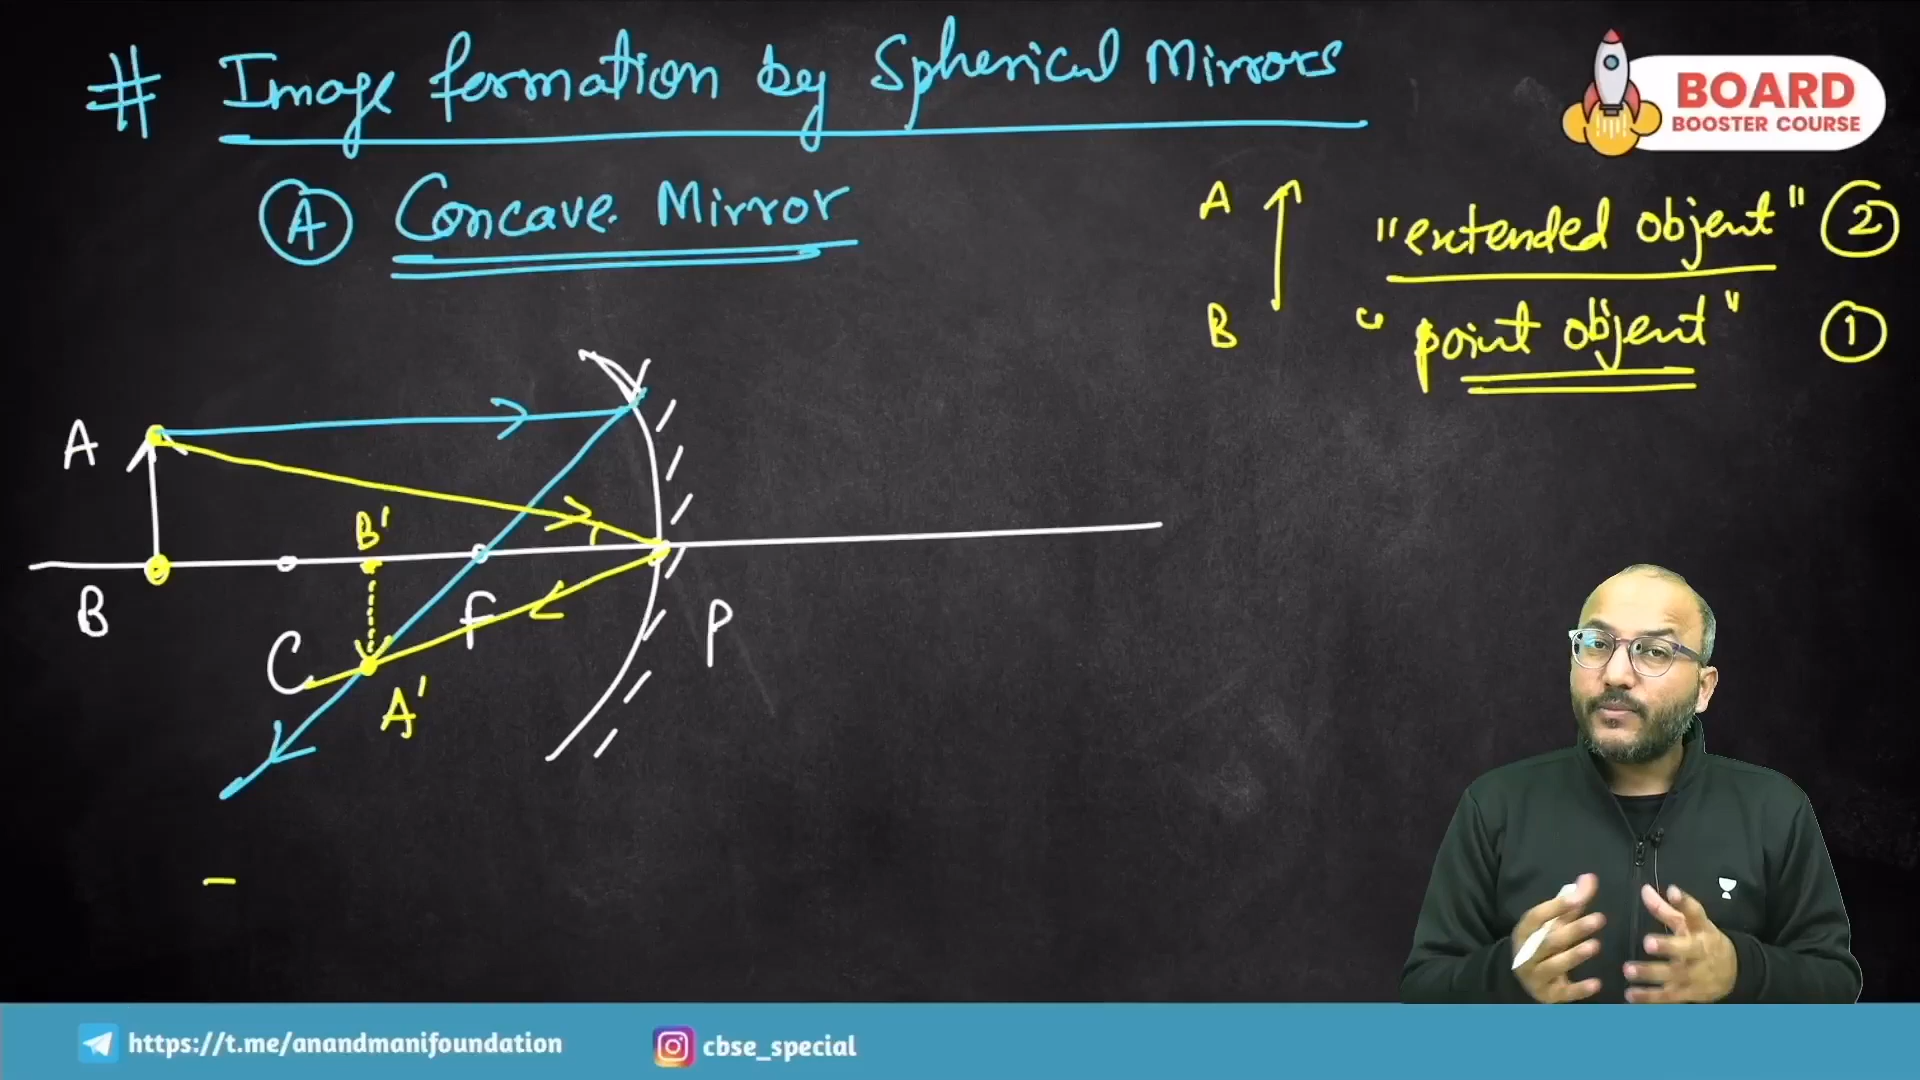 # Image formation by Spherical Mirrors
BOARD
BOOSTER COURSE
(A) Concave Mirror
A "extended object" (2)
B "point object" (1)
A
B'
B
C
F
P
A'
https://t.me/anandmanifoundation
cbse_special